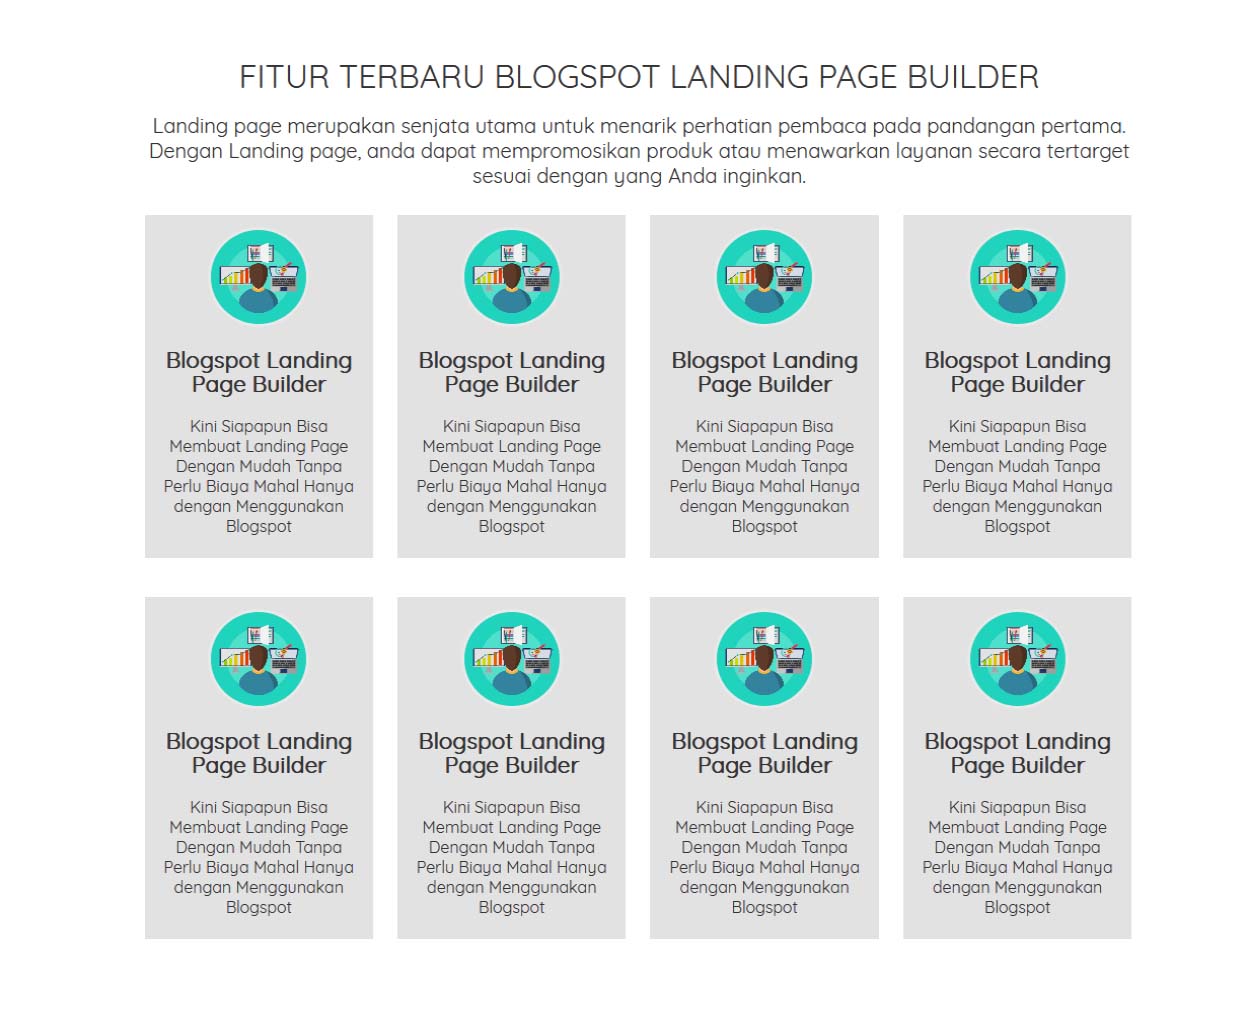 FITUR TERBARU BLOGSPOT LANDING PAGE BUILDER
Landing page merupakan senjata utama untuk menarik perhatian pembaca pada pandangan pertama.
Dengan Landing page, anda dapat mempromosikan produk atau menawarkan layanan secara tertarget
sesuai dengan yang Anda inginkan.
Blogspot Landing
Page Builder
Kini Siapapun Bisa
Membuat Landing Page
Dengan Mudah Tanpa
Perlu Biaya Mahal Hanya
dengan Menggunakan
Blogspot
Blogspot Landing
Page Builder
Kini Siapapun Bisa
Membuat Landing Page
Dengan Mudah Tanpa
Perlu Biaya Mahal Hanya
dengan Menggunakan
Blogspot
Blogspot Landing
Page Builder
Kini Siapapun Bisa
Membuat Landing Page
Dengan Mudah Tanpa
Perlu Biaya Mahal Hanya
dengan Menggunakan
Blogspot
Blogspot Landing
Page Builder
Kini Siapapun Bisa
Membuat Landing Page
Dengan Mudah Tanpa
Perlu Biaya Mahal Hanya
dengan Menggunakan
Blogspot
Blogspot Landing
Page Builder
Kini Siapapun Bisa
Membuat Landing Page
Dengan Mudah Tanpa
Perlu Biaya Mahal Hanya
dengan Menggunakan
Blogspot
Blogspot Landing
Page Builder
Kini Siapapun Bisa
Membuat Landing Page
Dengan Mudah Tanpa
Perlu Biaya Mahal Hanya
dengan Menggunakan
Blogspot
Blogspot Landing
Page Builder
Kini Siapapun Bisa
Membuat Landing Page
Dengan Mudah Tanpa
Perlu Biaya Mahal Hanya
dengan Menggunakan
Blogspot
Blogspot Landing
Page Builder
Kini Siapapun Bisa
Membuat Landing Page
Dengan Mudah Tanpa
Perlu Biaya Mahal Hanya
dengan Menggunakan
Blogspot